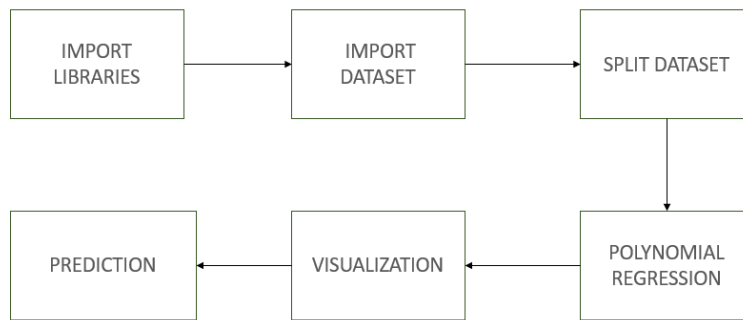 IMPORT
LIBRARIES
IMPORT
DATASET
SPLIT DATASET
PREDICTION
VISUALIZATION
POLYNOMIAL
REGRESSION